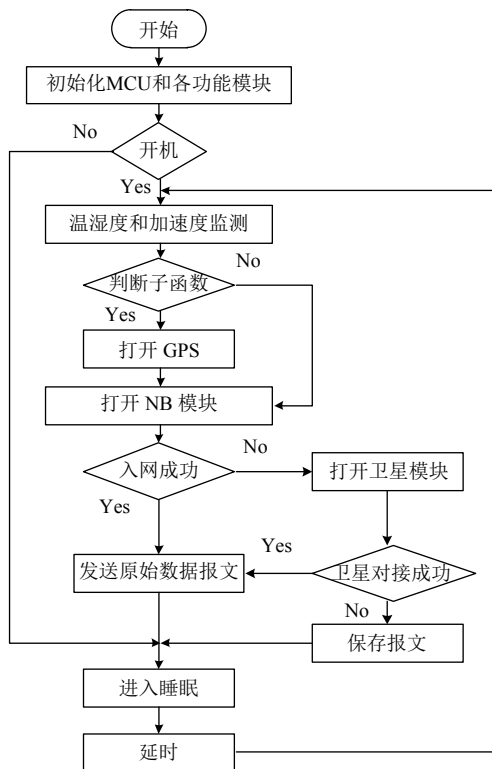 开始
初始化MCU和各功能模块
No
开机
Yes
温湿度和加速度监测
No
判断子函数
Yes
打开 GPS
打开 NB 模块
No
入网成功
打开卫星模块
Yes
Yes
发送原始数据报文
卫星对接成功
No
保存报文
进入睡眠
延时